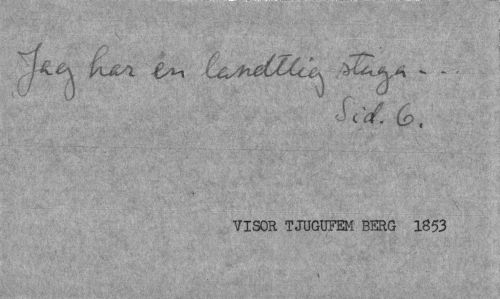 Jag har en landtlig stuga...
Sid. 6.
VISOR TJUGUFEM BERG 1853